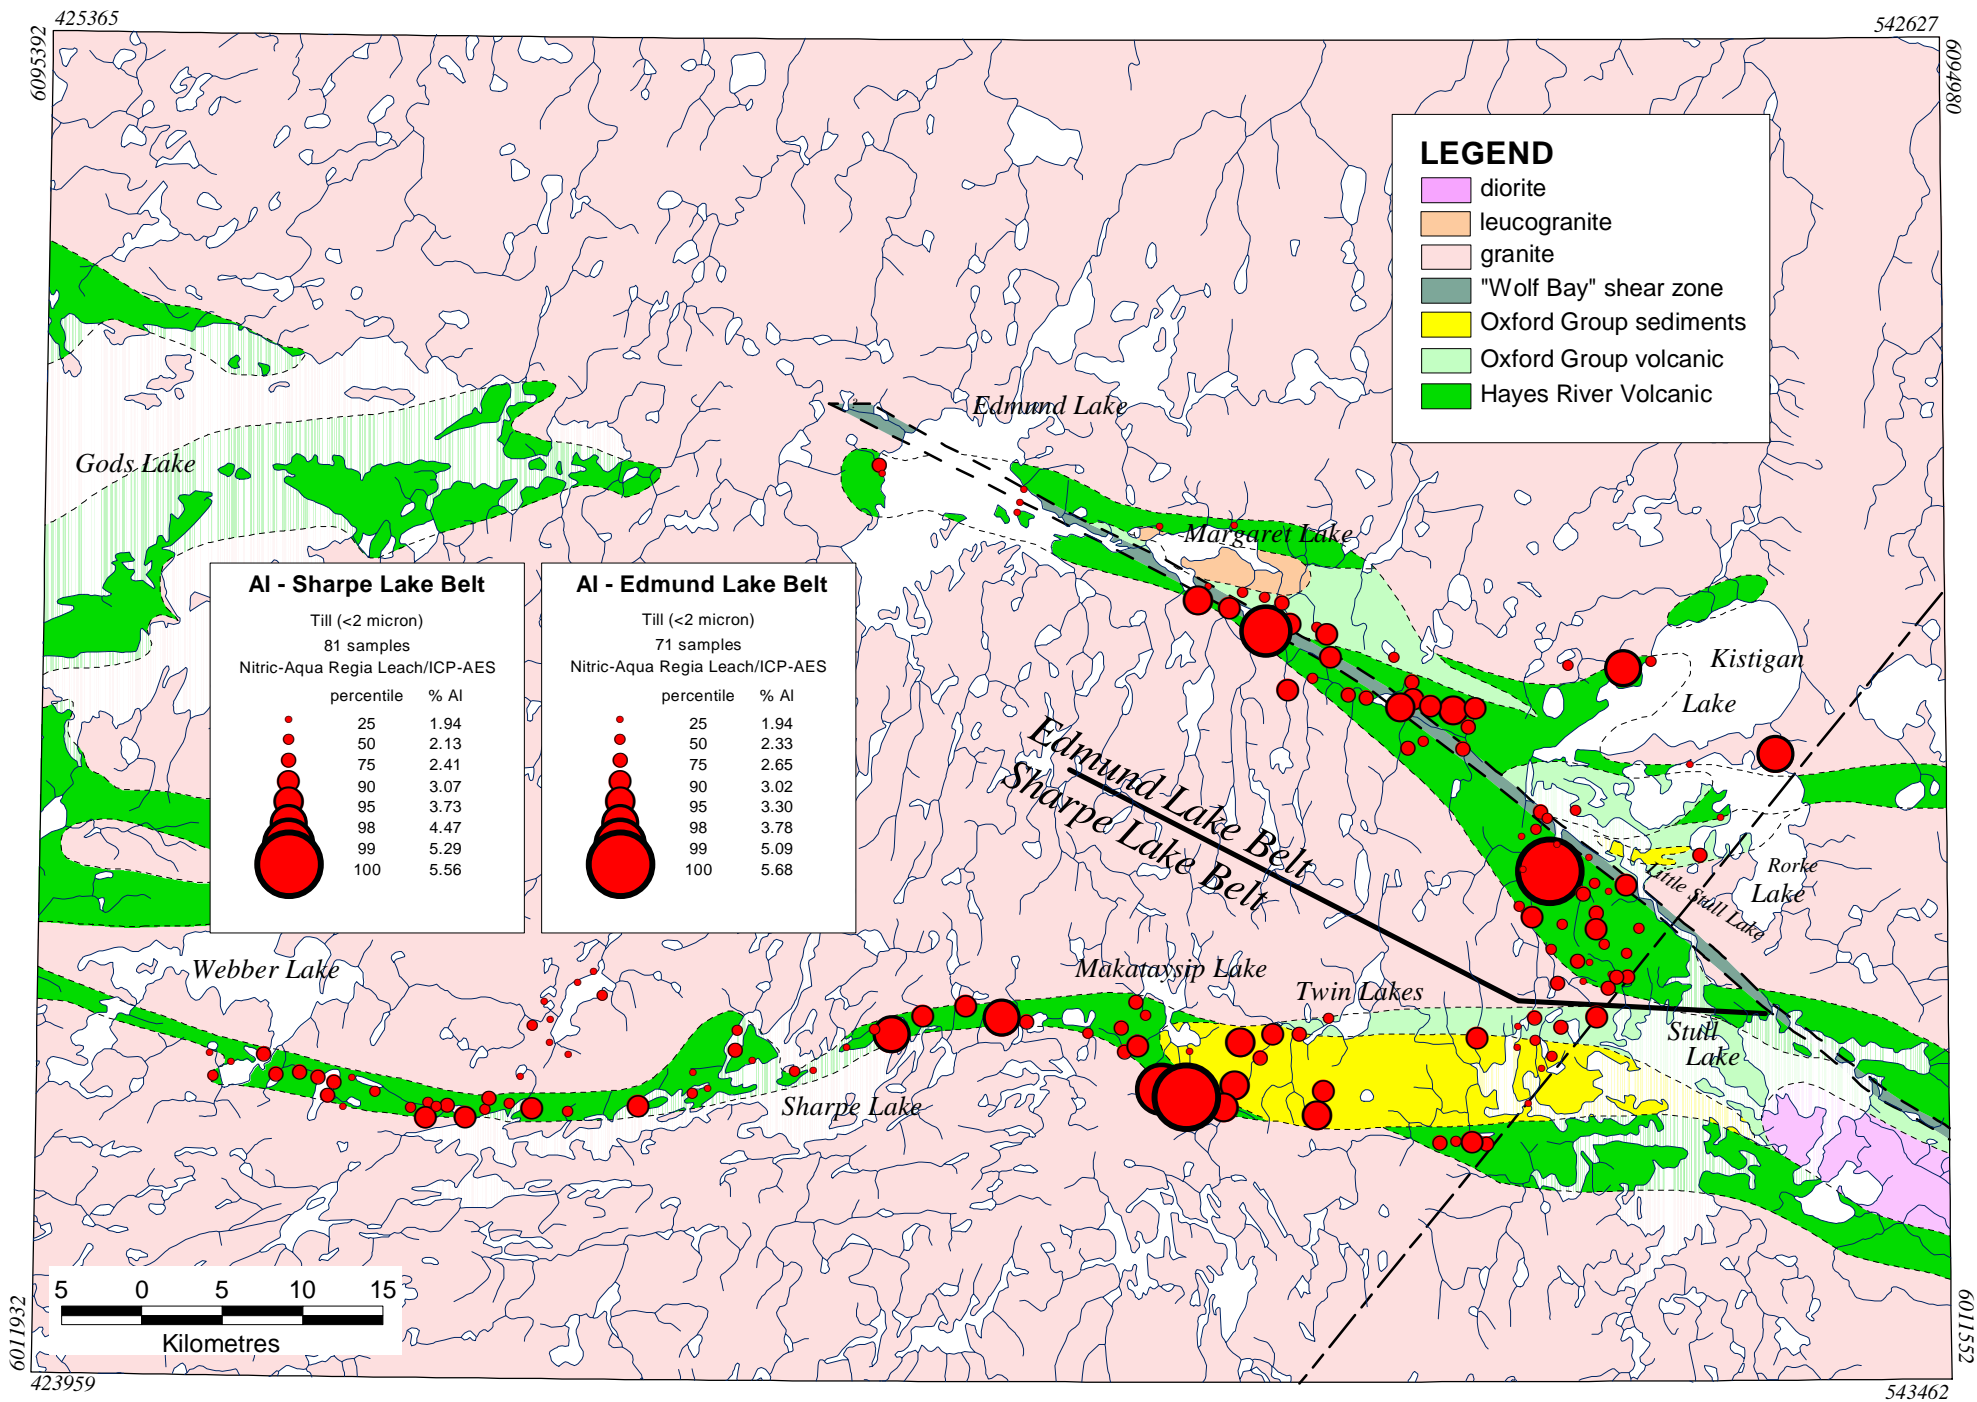 425365
542627
6095392
6094980
LEGEND
diorite
leucogranite
granite
"Wolf Bay" shear zone
Oxford Group sediments
Oxford Group volcanic
Hayes River Volcanic
Edmund Lake
Gods Lake
Margaret Lake
Kistigan
Lake
Al - Sharpe Lake Belt
Till (<2 micron)
81 samples
Nitric-Aqua Regia Leach/ICP-AES
percentile % Al
25 1.94
50 2.13
75 2.41
90 3.07
95 3.73
98 4.47
99 5.29
100 5.56
Al - Edmund Lake Belt
Till (<2 micron)
71 samples
Nitric-Aqua Regia Leach/ICP-AES
percentile % Al
25 1.94
50 2.33
75 2.65
90 3.02
95 3.30
98 3.78
99 5.09
100 5.68
Edmund Lake Belt
Sharpe Lake Belt
Rorke
Lake
Little Stull Lake
Webber Lake
Makataysip Lake
Twin Lakes
Stull
Lake
Sharpe Lake
5 0 5 10 15
Kilometres
6011932
423959
6011552
543462